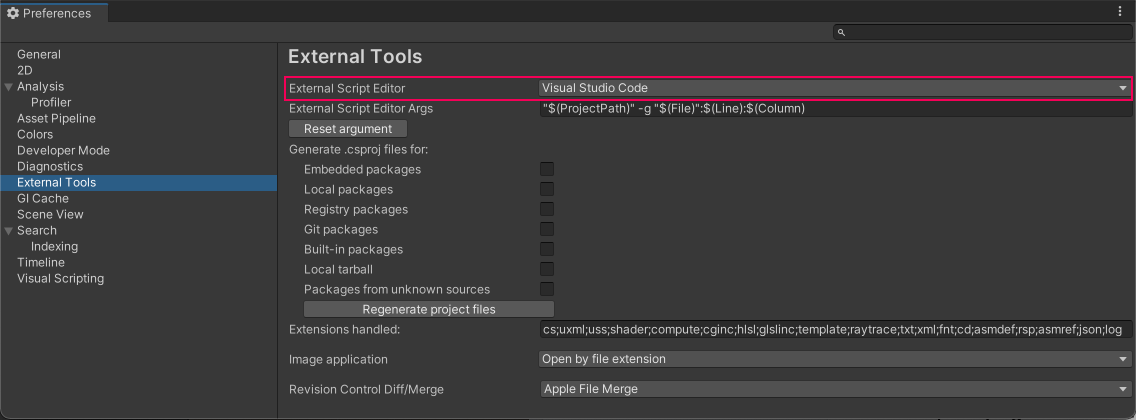 Preferences
General
2D
Analysis
Profiler
Asset Pipeline
Colors
Developer Mode
Diagnostics
External Tools
GI Cache
Scene View
Search
Indexing
Timeline
Visual Scripting
External Tools
External Script Editor Visual Studio Code
External Script Editor Args "$(ProjectPath)" -g "$(File)":$(Line):$(Column)
Reset argument
Generate .csproj files for:
Embedded packages
Local packages
Registry packages
Git packages
Built-in packages
Local tarball
Packages from unknown sources
Regenerate project files
Extensions handled: cs;uxml;uss;shader;compute;cginc;hlsl;glslinc;template;raytrace;txt;xml;fnt;cd;asmdef;rsp;asmref;json;log
Image application Open by file extension
Revision Control Diff/Merge Apple File Merge